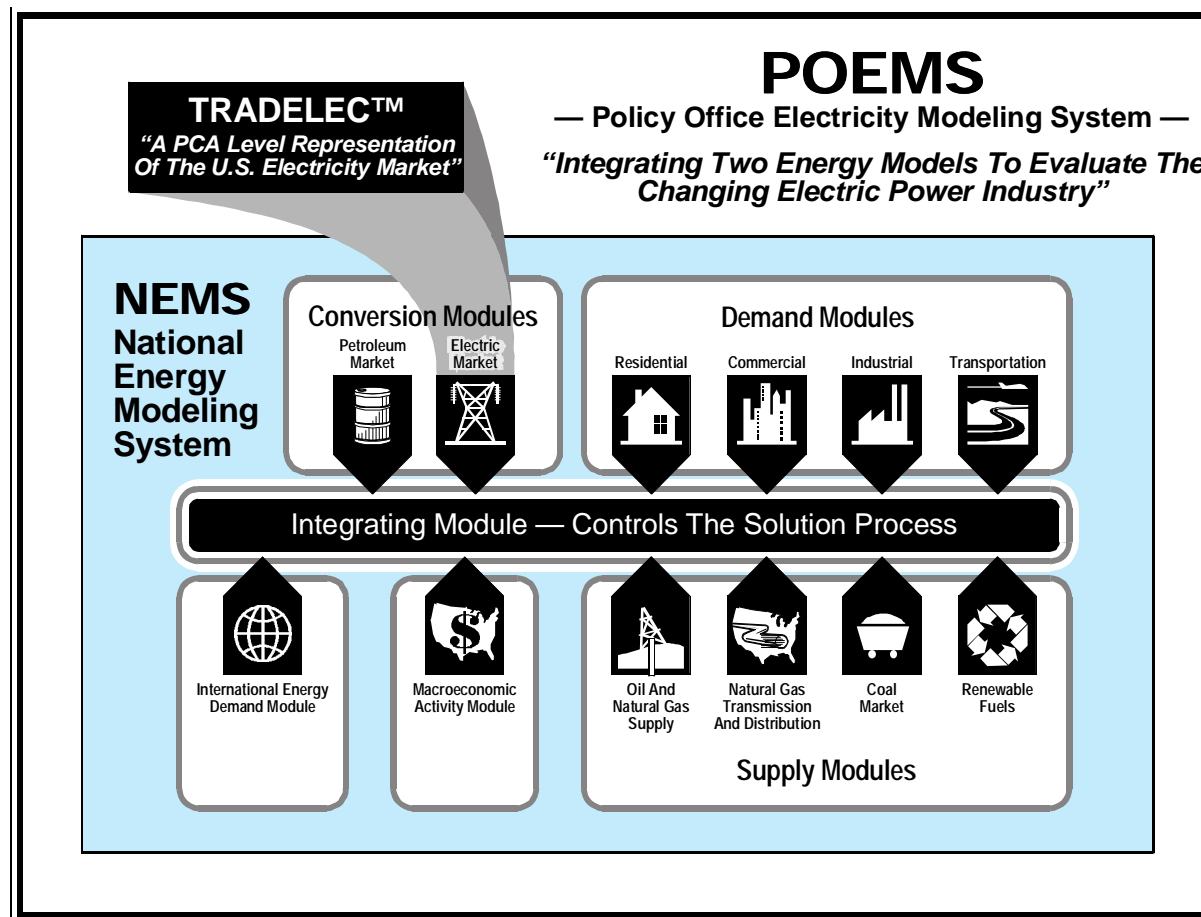 POEMS
— Policy Office Electricity Modeling System —
“Integrating Two Energy Models To Evaluate The
Changing Electric Power Industry”
TRADELEC™
“A PCA Level Representation
Of The U.S. Electricity Market”
NEMS
National
Energy
Modeling
System
Conversion Modules
Petroleum
Market
Electric
Market
Demand Modules
Residential
Commercial
Industrial
Transportation
Integrating Module — Controls The Solution Process
$
International Energy
Demand Module
Macroeconomic
Activity Module
Oil And
Natural Gas
Supply
Natural Gas
Transmission
And Distribution
Coal
Market
Renewable
Fuels
Supply Modules